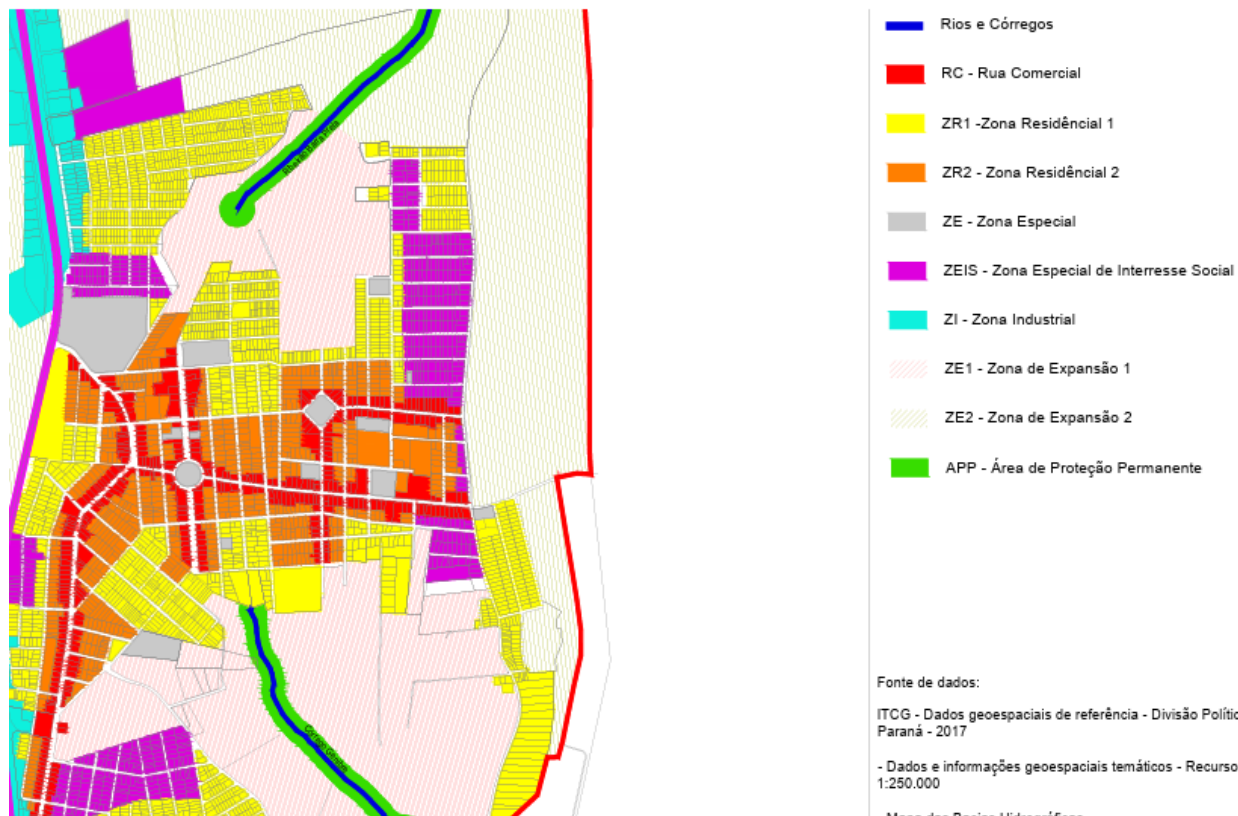 Rios e Córregos
RC - Rua Comercial
ZR1 -Zona Residêncial 1
ZR2 - Zona Residêncial 2
ZE - Zona Especial
ZEIS - Zona Especial de Interresse Social
ZI - Zona Industrial
ZE1 - Zona de Expansão 1
ZE2 - Zona de Expansão 2
APP - Área de Proteção Permanente
Fonte de dados:
ITCG - Dados geoespaciais de referência - Divisão Polític
Paraná - 2017
- Dados e informações geoespaciais temáticos - Recurso
1:250.000